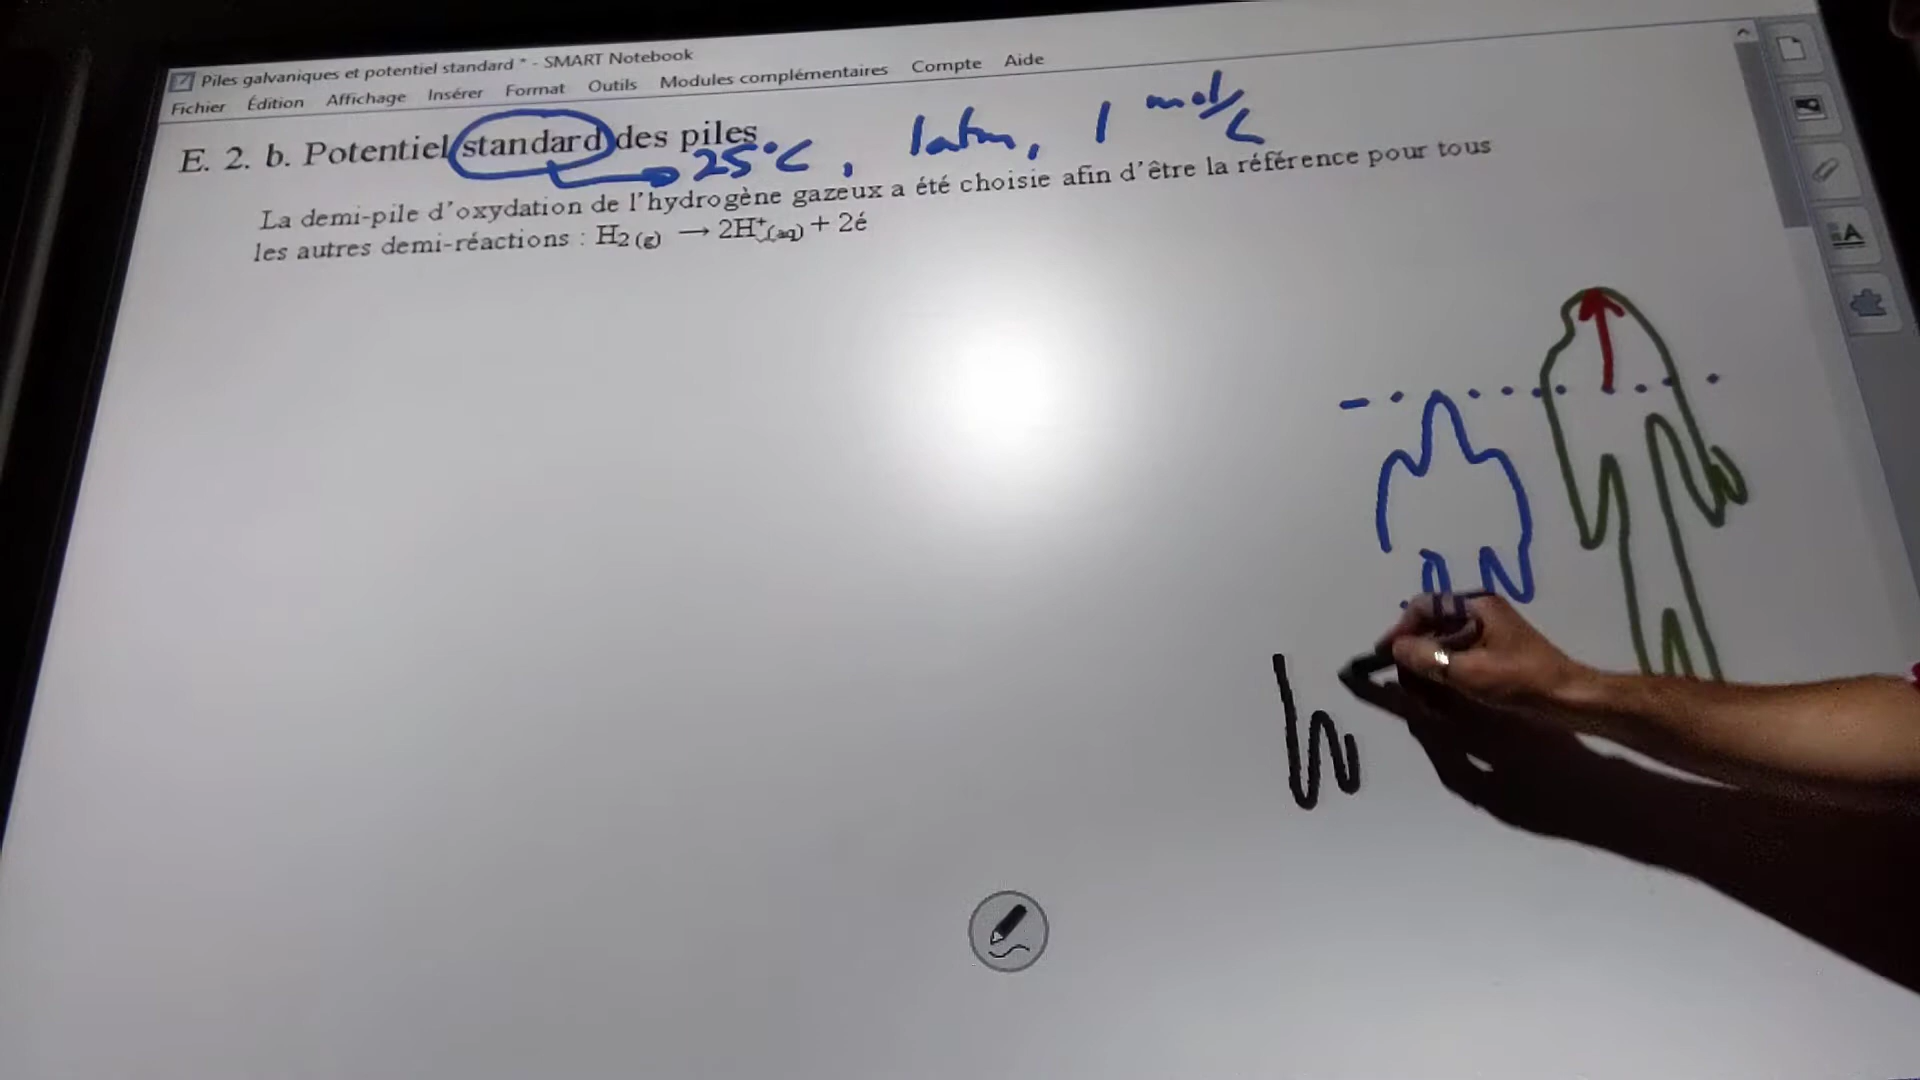 Piles galvaniques et potentiel standard * - SMART Notebook
Fichier Édition Affichage Insérer Format Outils Modules complémentaires Compte Aide
E. 2. b. Potentiel standard des piles
25°C, 1atm, 1 mol/L
La demi-pile d'oxydation de l'hydrogène gazeux a été choisie afin d'être la référence pour tous
les autres demi-réactions : H2 (g) → 2H+(aq) + 2é